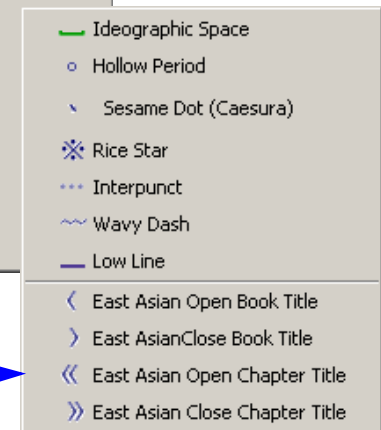 Ideographic Space
Hollow Period
Sesame Dot (Caesura)
※ Rice Star
Interpunct
Wavy Dash
Low Line
〈 East Asian Open Book Title
〉 East AsianClose Book Title
《 East Asian Open Chapter Title
》 East Asian Close Chapter Title